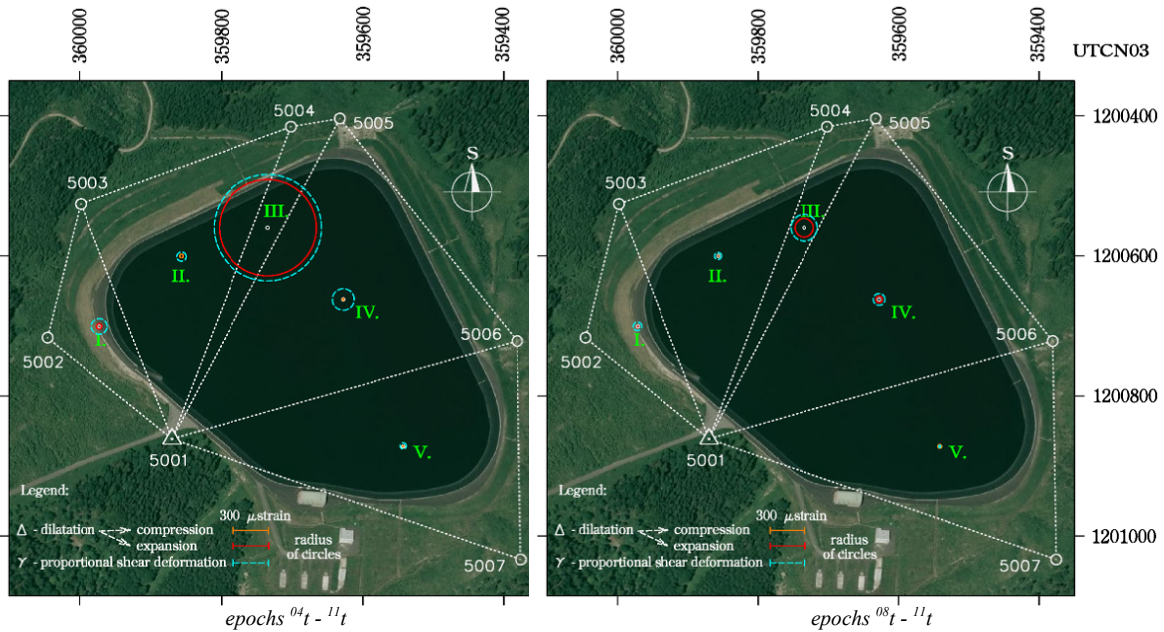 360000
359800
359600
359400
360000
359800
359600
359400
UTCN03
1200400
1200600
1200800
1201000
5004
5005
S
5003
III.
II.
IV.
5006
I.
5002
V.
5001
Legend:
300 μstrain
Δ - dilatation compression
expansion
radius
of circles
γ - proportional shear deformation
5007
5004
5005
S
5003
III.
II.
IV.
5006
I.
5002
V.
5001
Legend:
300 μstrain
Δ - dilatation compression
expansion
radius
of circles
γ - proportional shear deformation
5007
epochs ⁰⁴t - ¹¹t
epochs ⁰⁸t - ¹¹t